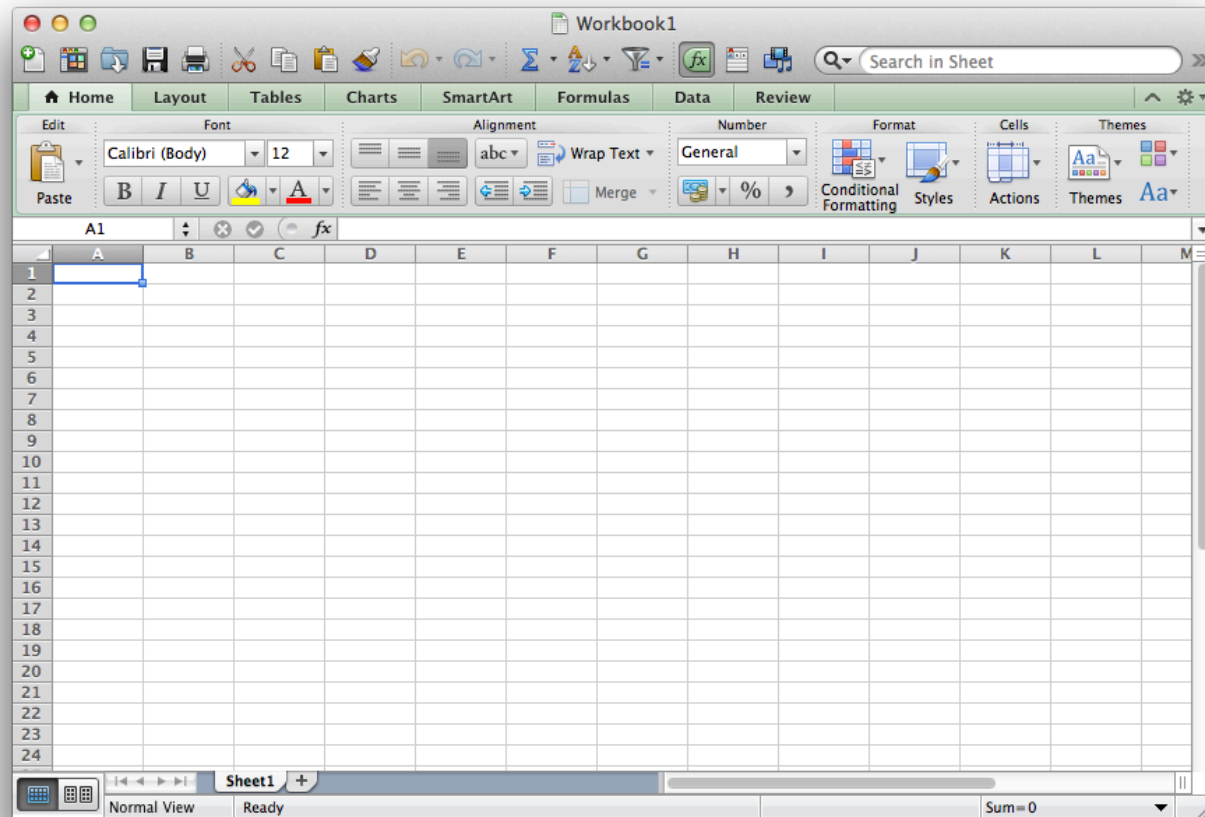 Workbook1
Search in Sheet
Home Layout Tables Charts SmartArt Formulas Data Review
Edit Font Alignment Number Format Cells Themes
Calibri (Body) 12 abc Wrap Text General
Paste B I U A Merge % , Conditional Formatting Styles Actions Aa Themes Aa
A1 fx
A B C D E F G H I J K L M
1
2
3
4
5
6
7
8
9
10
11
12
13
14
15
16
17
18
19
20
21
22
23
24
Sheet1 +
Normal View Ready Sum=0